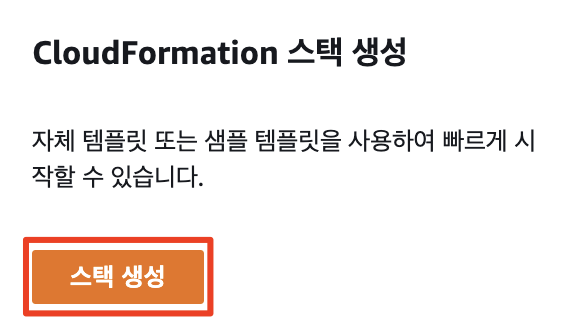 CloudFormation 스택 생성
자체 템플릿 또는 샘플 템플릿을 사용하여 빠르게 시
작할 수 있습니다.
스택 생성